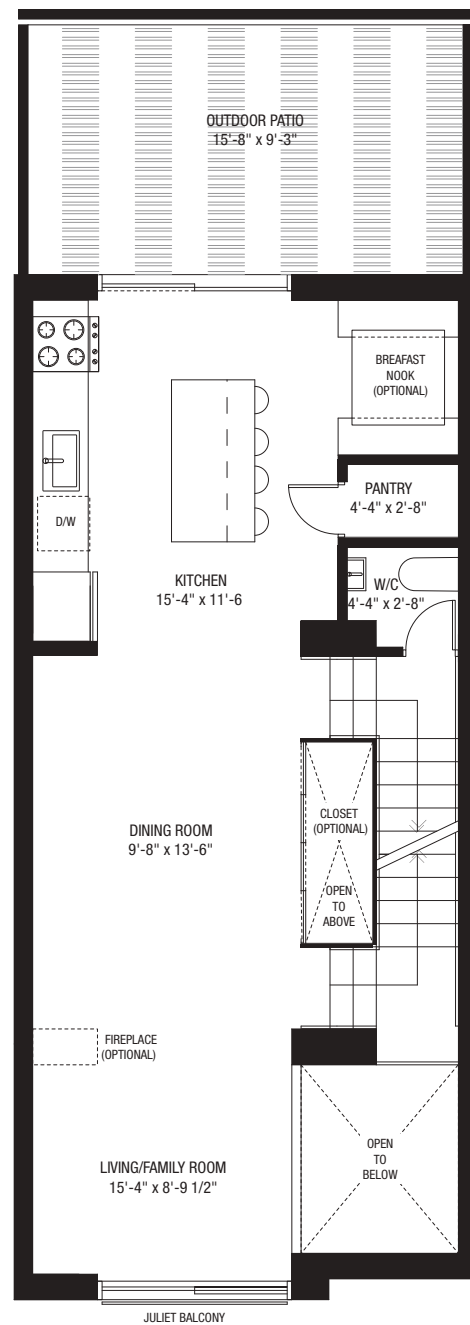 OUTDOOR PATIO
15'-8" x 9'-3"
BREAFAST
NOOK
(OPTIONAL)
PANTRY
4'-4" x 2'-8"
D/W
W/C
4'-4" x 2'-8"
KITCHEN
15'-4" x 11'-6
CLOSET
(OPTIONAL)
DINING ROOM
9'-8" x 13'-6"
OPEN
TO
ABOVE
FIREPLACE
(OPTIONAL)
OPEN
TO
BELOW
LIVING/FAMILY ROOM
15'-4" x 8'-9 1/2"
JULIET BALCONY